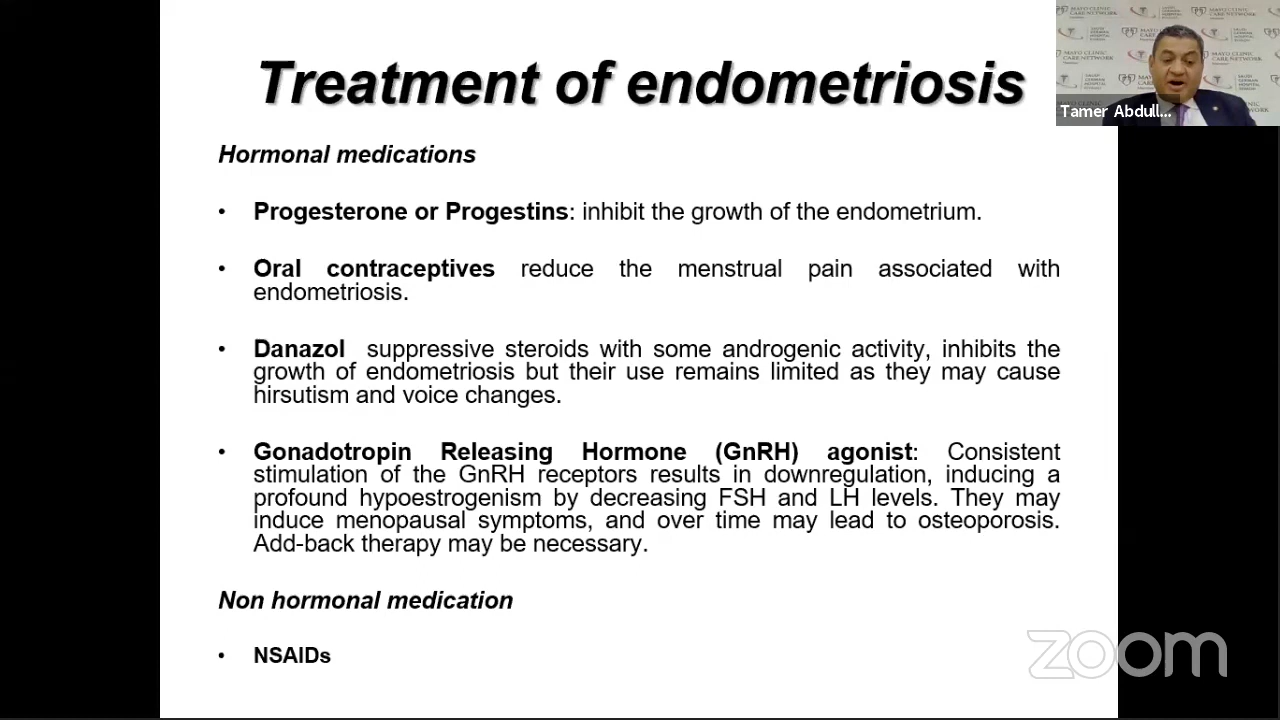 Treatment of endometriosis
Tamer Abdull...
Hormonal medications
• Progesterone or Progestins: inhibit the growth of the endometrium.
• Oral contraceptives reduce the menstrual pain associated with
endometriosis.
• Danazol suppressive steroids with some androgenic activity, inhibits the
growth of endometriosis but their use remains limited as they may cause
hirsutism and voice changes.
• Gonadotropin Releasing Hormone (GnRH) agonist: Consistent
stimulation of the GnRH receptors results in downregulation, inducing a
profound hypoestrogenism by decreasing FSH and LH levels. They may
induce menopausal symptoms, and over time may lead to osteoporosis.
Add-back therapy may be necessary.
Non hormonal medication
• NSAIDs
zoom